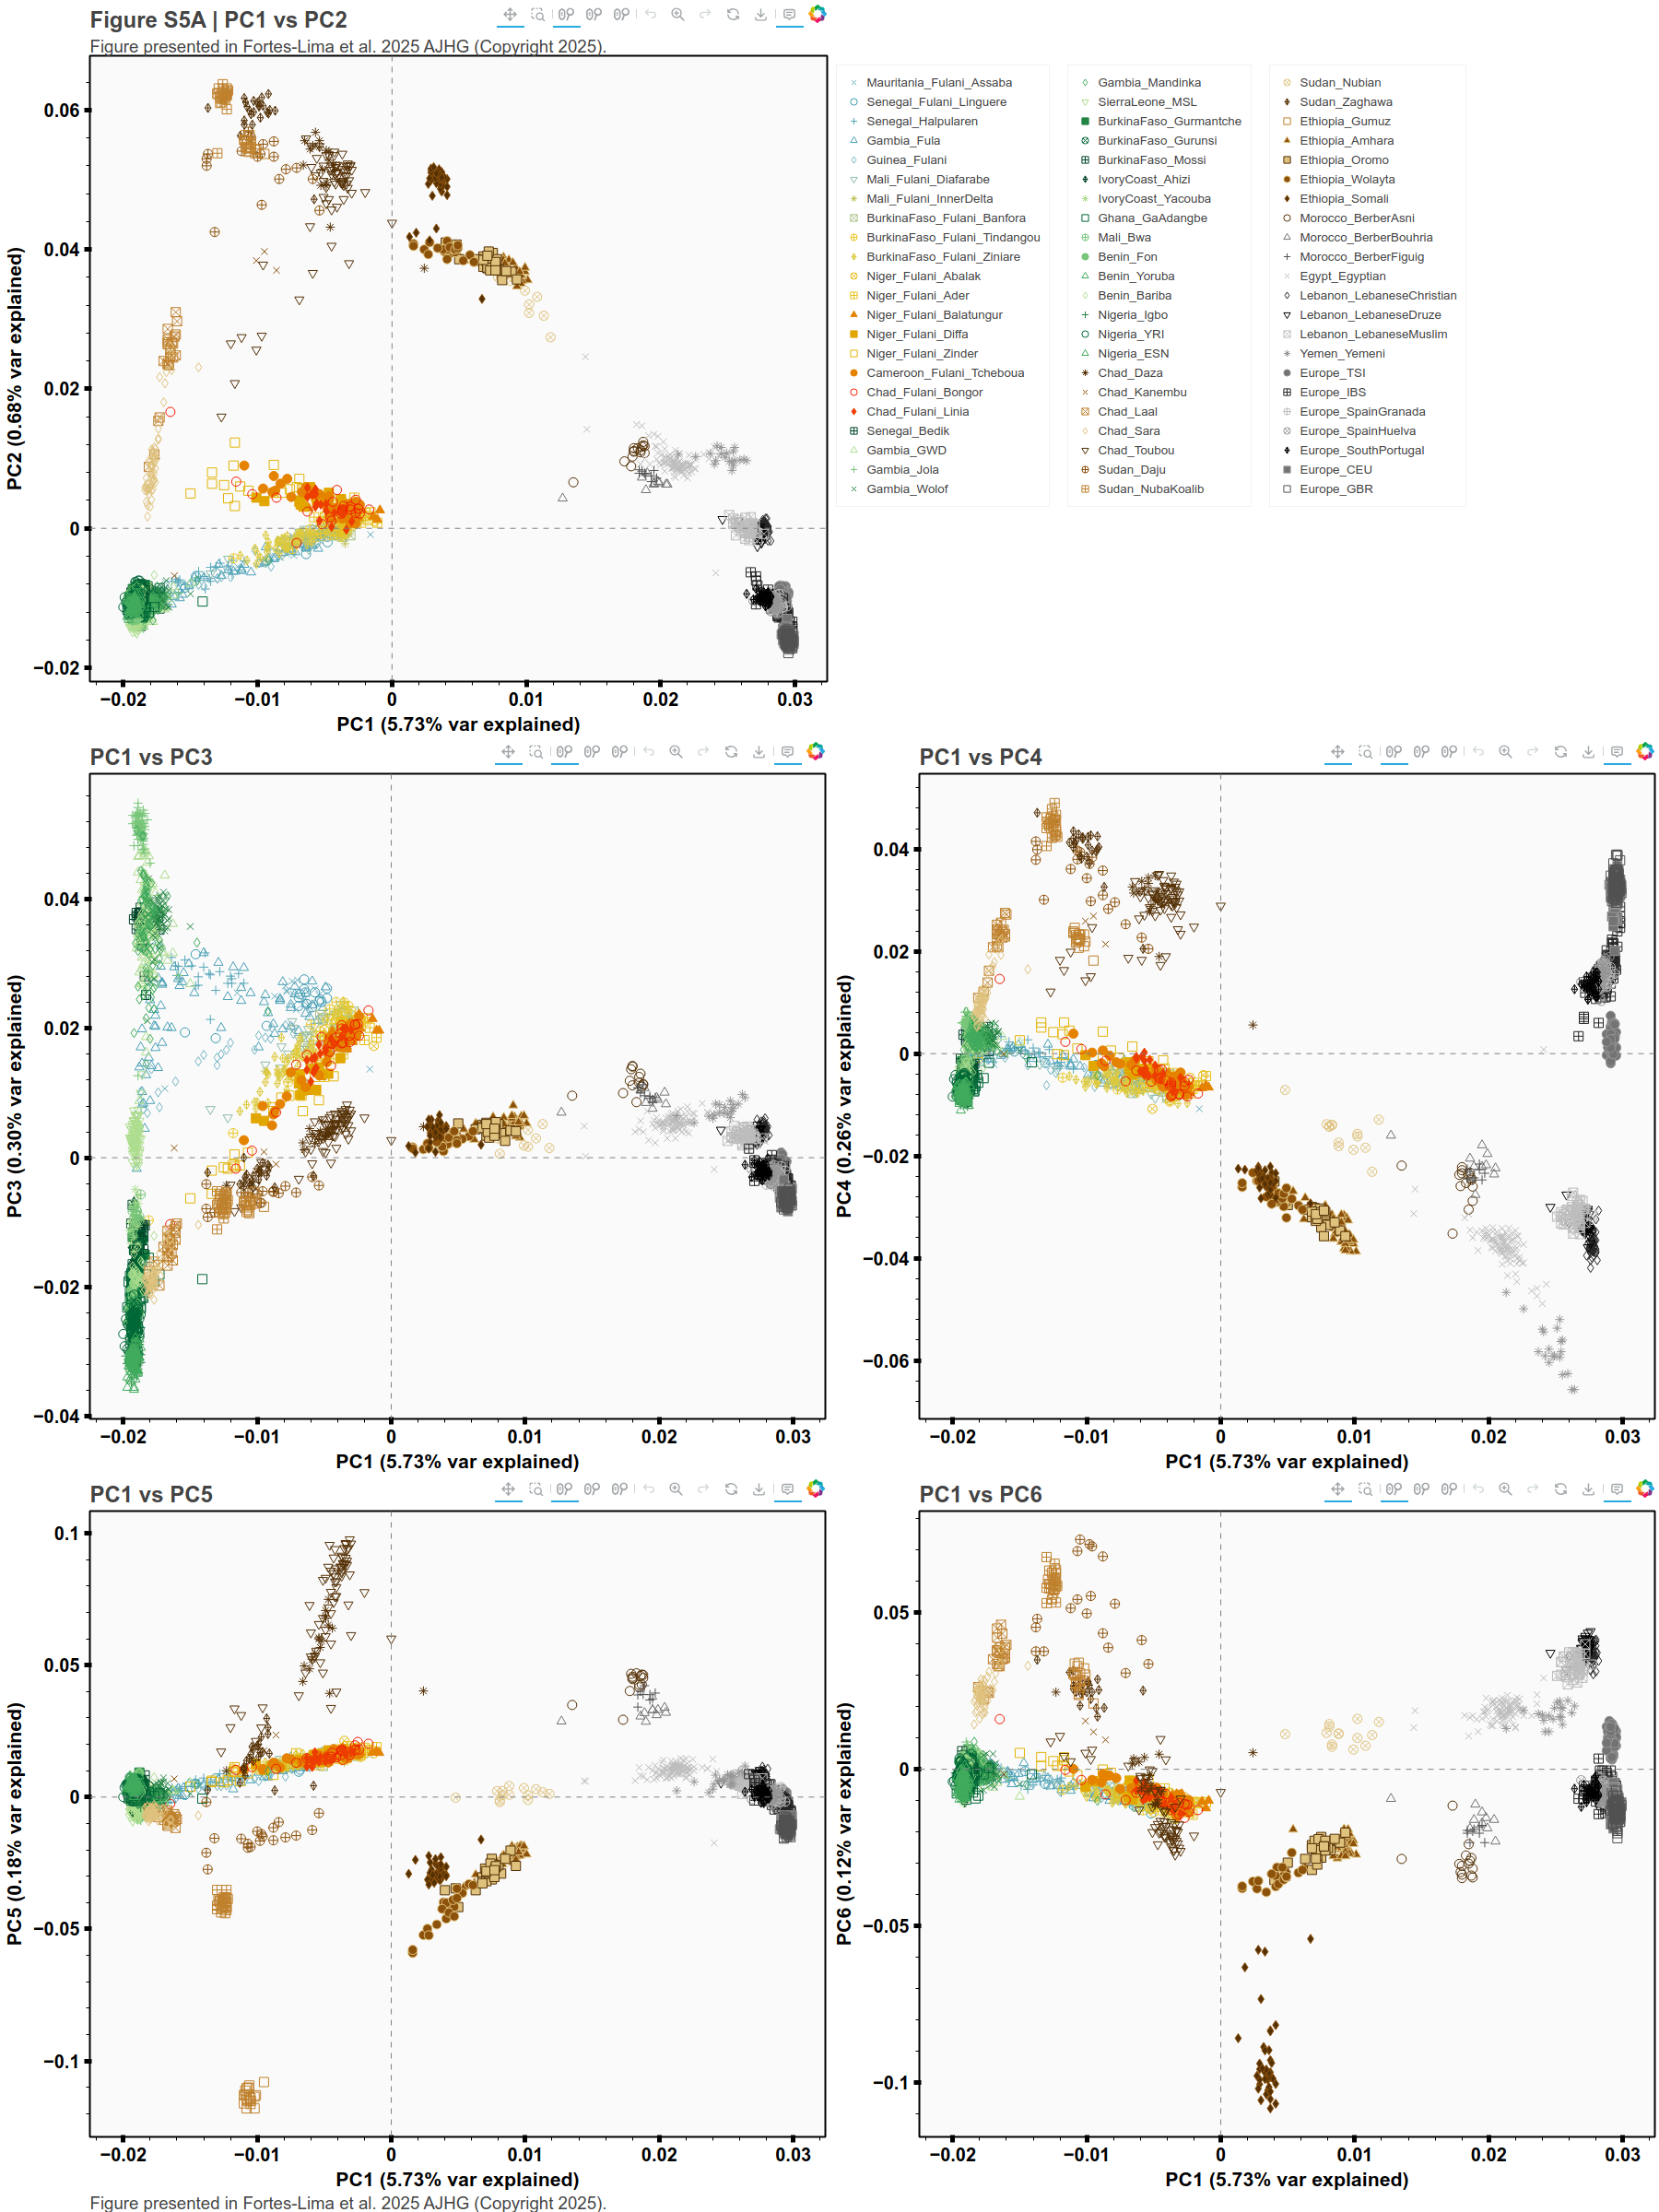 Figure S5A | PC1 vs PC2
Figure presented in Fortes-Lima et al. 2025 AJHG (Copyright 2025).
0.06
0.04
0.02
0
−0.02
PC2 (0.68% var explained)
−0.02 −0.01 0 0.01 0.02 0.03
PC1 (5.73% var explained)
Mauritania_Fulani_Assaba
Senegal_Fulani_Linguere
Senegal_Halpularen
Gambia_Fula
Guinea_Fulani
Mali_Fulani_Diafarabe
Mali_Fulani_InnerDelta
BurkinaFaso_Fulani_Banfora
BurkinaFaso_Fulani_Tindangou
BurkinaFaso_Fulani_Ziniare
Niger_Fulani_Abalak
Niger_Fulani_Ader
Niger_Fulani_Balatungur
Niger_Fulani_Diffa
Niger_Fulani_Zinder
Cameroon_Fulani_Tcheboua
Chad_Fulani_Bongor
Chad_Fulani_Linia
Senegal_Bedik
Gambia_GWD
Gambia_Jola
Gambia_Wolof
Gambia_Mandinka
SierraLeone_MSL
BurkinaFaso_Gurmantche
BurkinaFaso_Gurunsi
BurkinaFaso_Mossi
IvoryCoast_Ahizi
IvoryCoast_Yacouba
Ghana_GaAdangbe
Mali_Bwa
Benin_Fon
Benin_Yoruba
Benin_Bariba
Nigeria_Igbo
Nigeria_YRI
Nigeria_ESN
Chad_Daza
Chad_Kanembu
Chad_Laal
Chad_Sara
Chad_Toubou
Sudan_Daju
Sudan_NubaKoalib
Sudan_Nubian
Sudan_Zaghawa
Ethiopia_Gumuz
Ethiopia_Amhara
Ethiopia_Oromo
Ethiopia_Wolayta
Ethiopia_Somali
Morocco_BerberAsni
Morocco_BerberBouhria
Morocco_BerberFiguig
Egypt_Egyptian
Lebanon_LebaneseChristian
Lebanon_LebaneseDruze
Lebanon_LebaneseMuslim
Yemen_Yemeni
Europe_TSI
Europe_IBS
Europe_SpainGranada
Europe_SpainHuelva
Europe_SouthPortugal
Europe_CEU
Europe_GBR
PC1 vs PC3
0.04
0.02
0
−0.02
−0.04
PC3 (0.30% var explained)
−0.02 −0.01 0 0.01 0.02 0.03
PC1 (5.73% var explained)
PC1 vs PC4
0.04
0.02
0
−0.02
−0.04
−0.06
PC4 (0.26% var explained)
−0.02 −0.01 0 0.01 0.02 0.03
PC1 (5.73% var explained)
PC1 vs PC5
0.1
0.05
0
−0.05
−0.1
PC5 (0.18% var explained)
−0.02 −0.01 0 0.01 0.02 0.03
PC1 (5.73% var explained)
Figure presented in Fortes-Lima et al. 2025 AJHG (Copyright 2025).
PC1 vs PC6
0.05
0
−0.05
−0.1
PC6 (0.12% var explained)
−0.02 −0.01 0 0.01 0.02 0.03
PC1 (5.73% var explained)